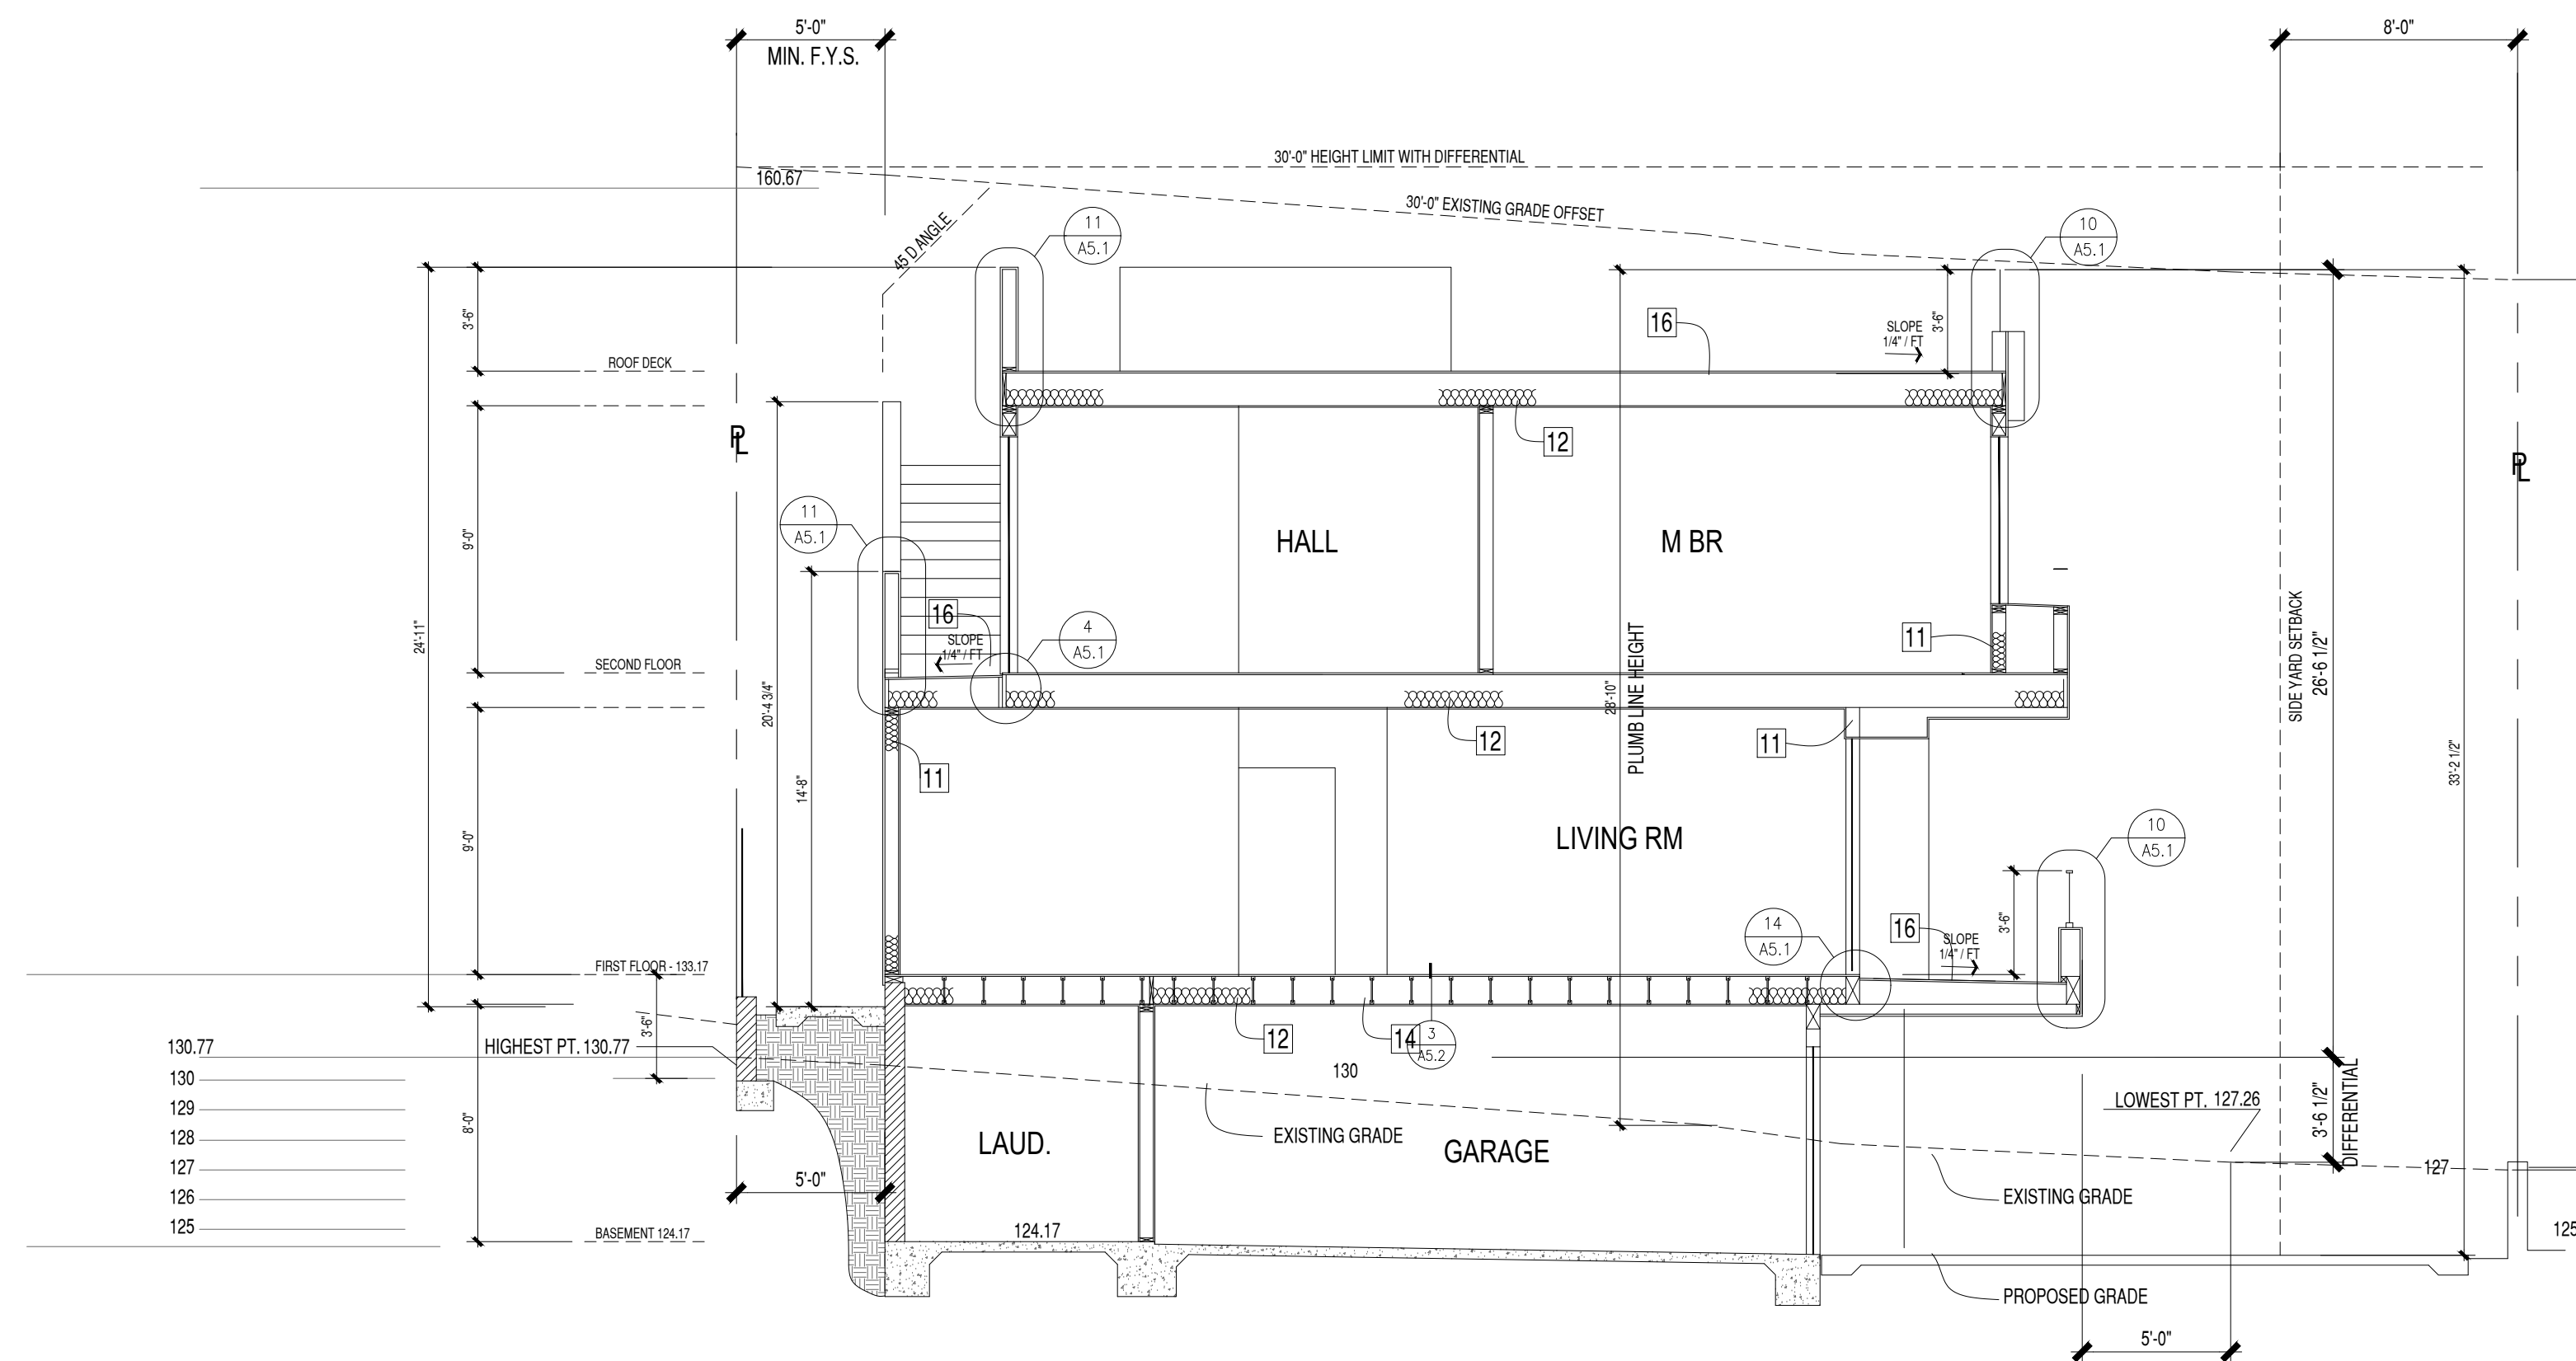 5'-0"
8'-0"
MIN. F.Y.S.
30'-0" HEIGHT LIMIT WITH DIFFERENTIAL
160.67
30'-0" EXISTING GRADE OFFSET
45 D ANGLE
11
A5.1
10
A5.1
3'-6"
16
SLOPE
1/4" / FT
3'-6"
ROOF DECK
PL
12
PL
11
A5.1
9'-0"
HALL
M BR
16
SLOPE
1/4" / FT
4
A5.1
11
24'-11"
SECOND FLOOR
20'-4 3/4"
28'-10"
PLUMB LINE HEIGHT
SIDE YARD SETBACK
26'-6 1/2"
12
11
11
14'-8"
33'-2 1/2"
9'-0"
LIVING RM
10
A5.1
14
A5.1
16
SLOPE
1/4" / FT
3'-6"
FIRST FLOOR - 133.17
3'-6"
130.77
HIGHEST PT. 130.77
12
14
3
A5.2
130
130
129
128
127
126
125
8'-0"
EXISTING GRADE
LAUD.
GARAGE
LOWEST PT. 127.26
3'-6 1/2"
DIFFERENTIAL
127
5'-0"
EXISTING GRADE
BASEMENT 124.17
124.17
125
PROPOSED GRADE
5'-0"